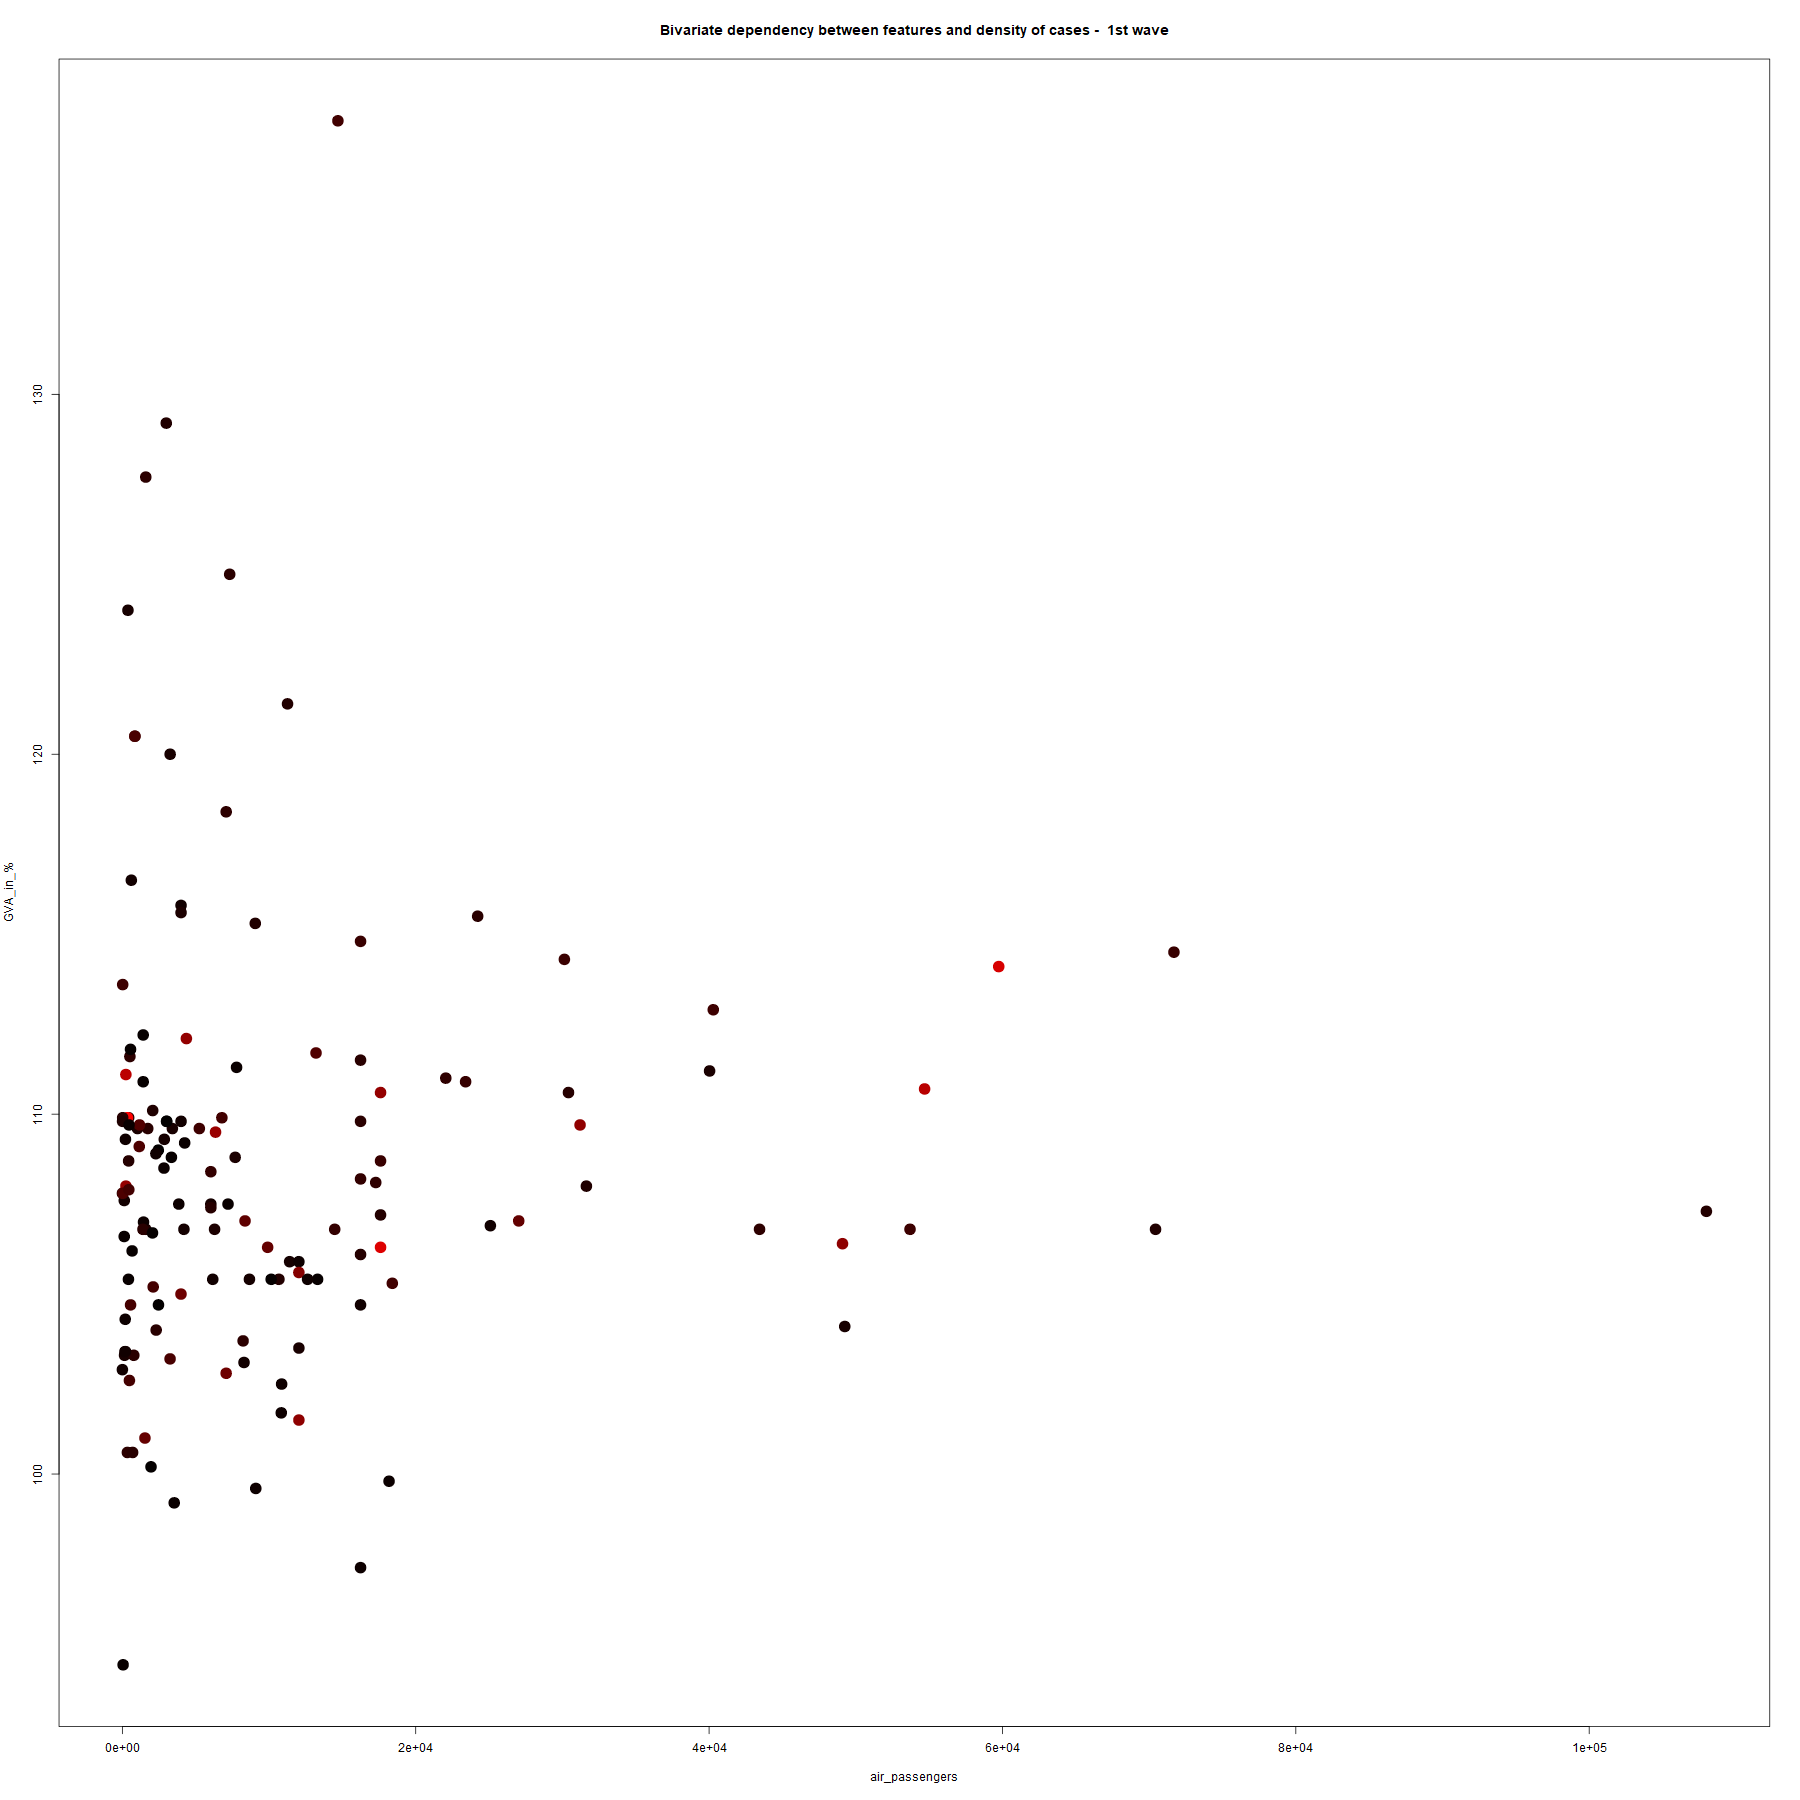 Bivariate dependency between features and density of cases -  1st wave
130
120
110
100
GVA_in_%
0e+00 2e+04 4e+04 6e+04 8e+04 1e+05
air_passengers